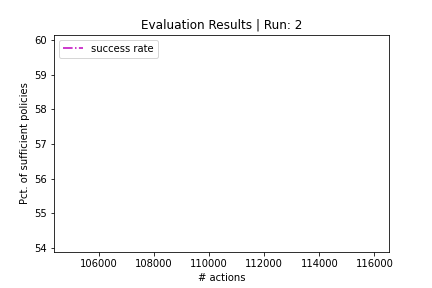 Evaluation Results | Run: 2
success rate
Pct. of sufficient policies
60
59
58
57
56
55
54
106000 108000 110000 112000 114000 116000
# actions